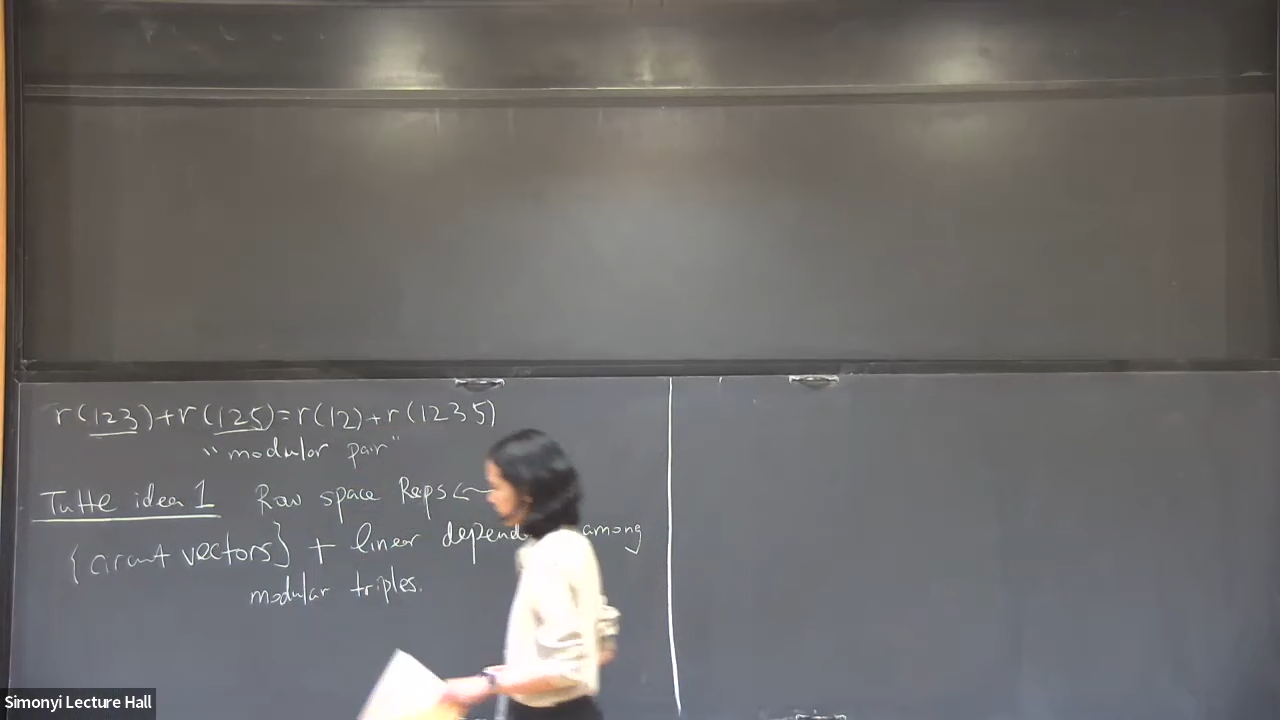 r(123)+r(125)=r(12)+r(1235)
"modular pair"
Tutte idea 1 Row space Reps
{circuit vectors} + linear among
modular triples.
Simonyi Lecture Hall